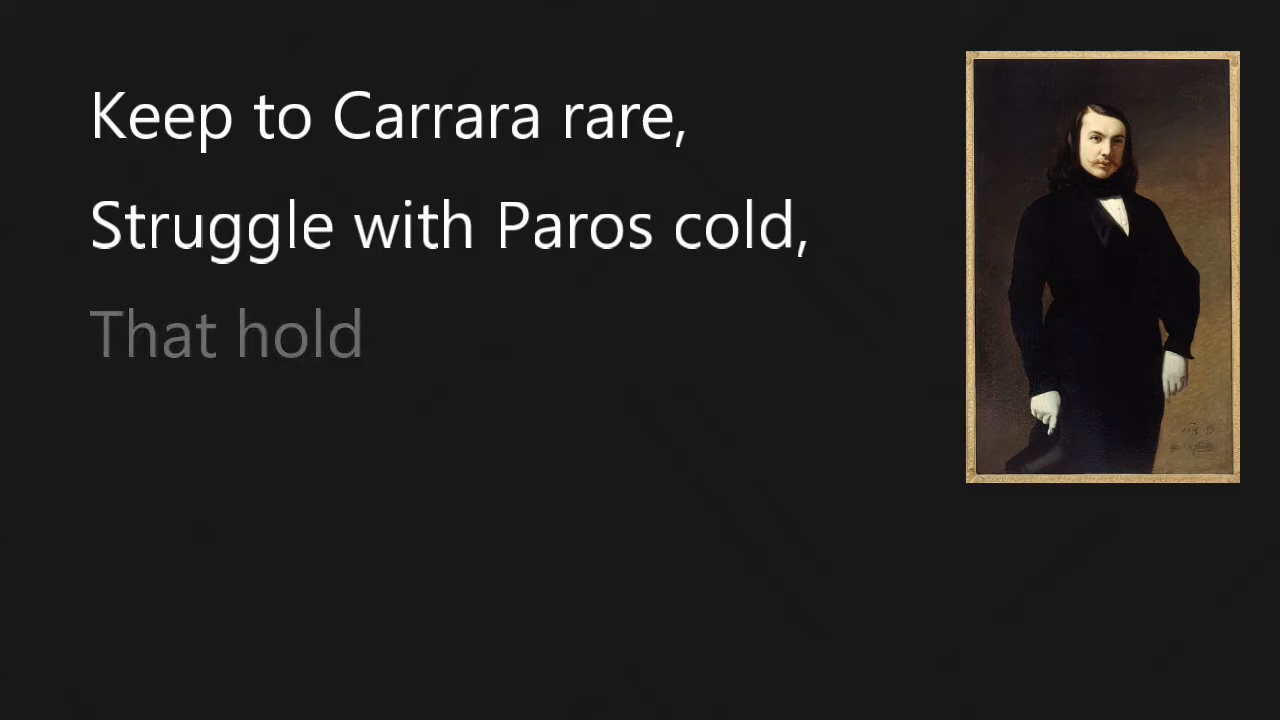 Keep to Carrara rare,
Struggle with Paros cold,
That hold